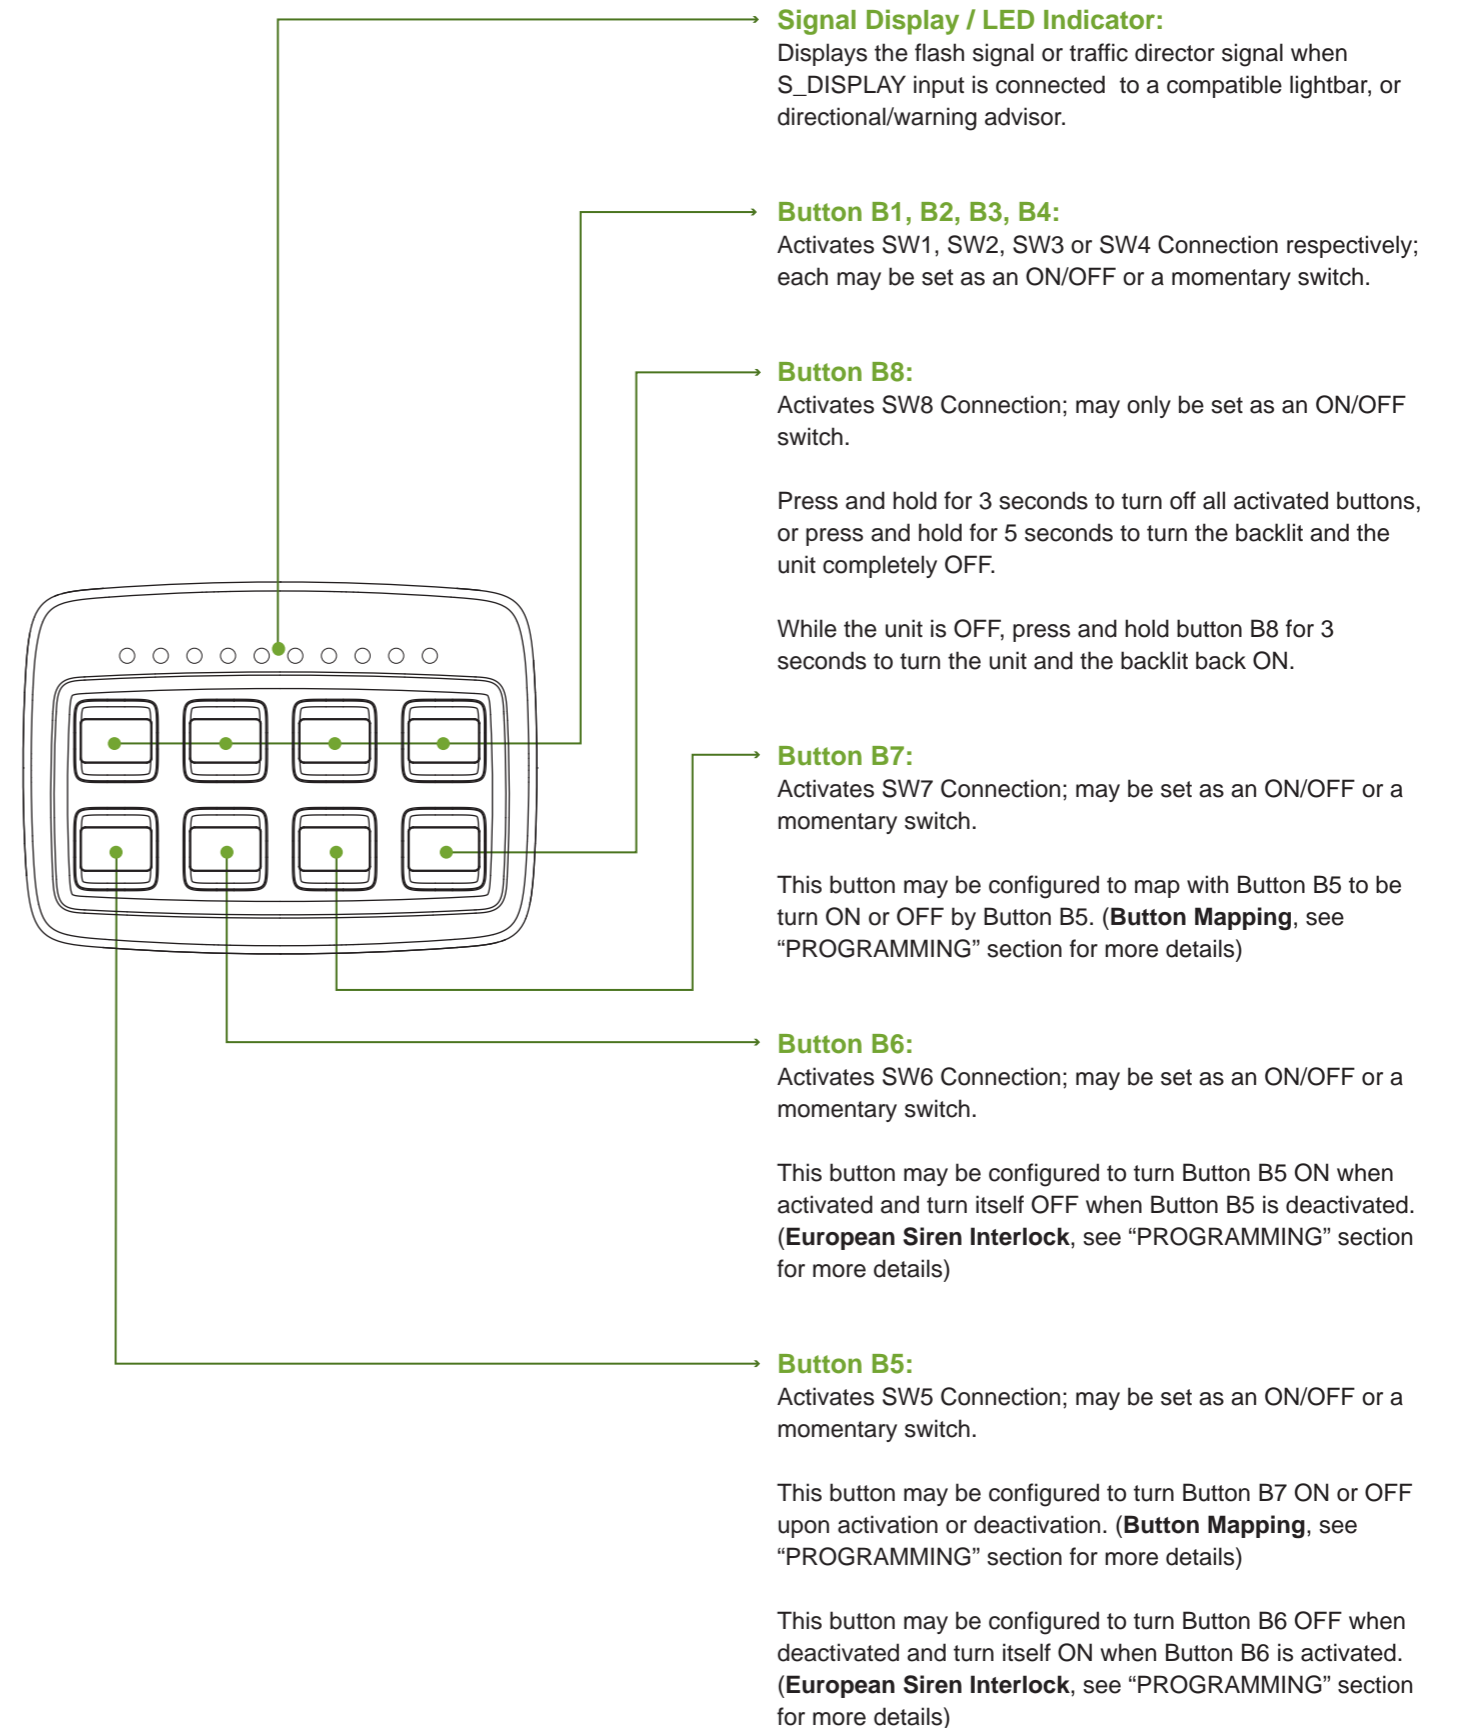 Signal Display / LED Indicator:
Displays the flash signal or traffic director signal when
S_DISPLAY input is connected  to a compatible lightbar, or
directional/warning advisor.
Button B1, B2, B3, B4:
Activates SW1, SW2, SW3 or SW4 Connection respectively;
each may be set as an ON/OFF or a momentary switch.
Button B8:
Activates SW8 Connection; may only be set as an ON/OFF
switch.
Press and hold for 3 seconds to turn off all activated buttons,
or press and hold for 5 seconds to turn the backlit and the
unit completely OFF.
While the unit is OFF, press and hold button B8 for 3
seconds to turn the unit and the backlit back ON.
Button B7:
Activates SW7 Connection; may be set as an ON/OFF or a
momentary switch.
This button may be configured to map with Button B5 to be
turn ON or OFF by Button B5. (Button Mapping, see
“PROGRAMMING” section for more details)
Button B6:
Activates SW6 Connection; may be set as an ON/OFF or a
momentary switch.
This button may be configured to turn Button B5 ON when
activated and turn itself OFF when Button B5 is deactivated.
(European Siren Interlock, see “PROGRAMMING” section
for more details)
Button B5:
Activates SW5 Connection; may be set as an ON/OFF or a
momentary switch.
This button may be configured to turn Button B7 ON or OFF
upon activation or deactivation. (Button Mapping, see
“PROGRAMMING” section for more details)
This button may be configured to turn Button B6 OFF when
deactivated and turn itself ON when Button B6 is activated.
(European Siren Interlock, see “PROGRAMMING” section
for more details)